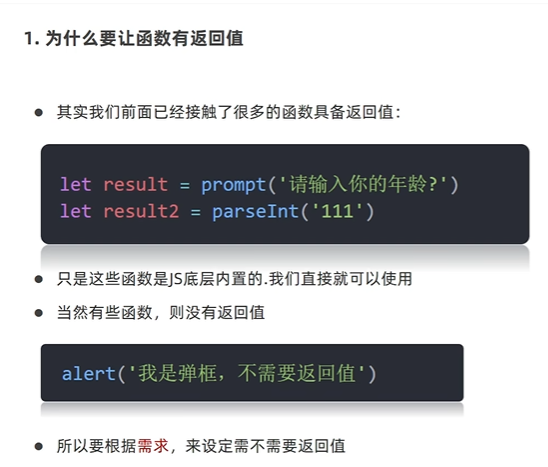 1. 为什么要让函数有返回值
● 其实我们前面已经接触了很多的函数具备返回值：
let result = prompt('请输入你的年龄?')
let result2 = parseInt('111')
● 只是这些函数是JS底层内置的.我们直接就可以使用
● 当然有些函数，则没有返回值
alert('我是弹框，不需要返回值')
● 所以要根据需求，来设定需不需要返回值